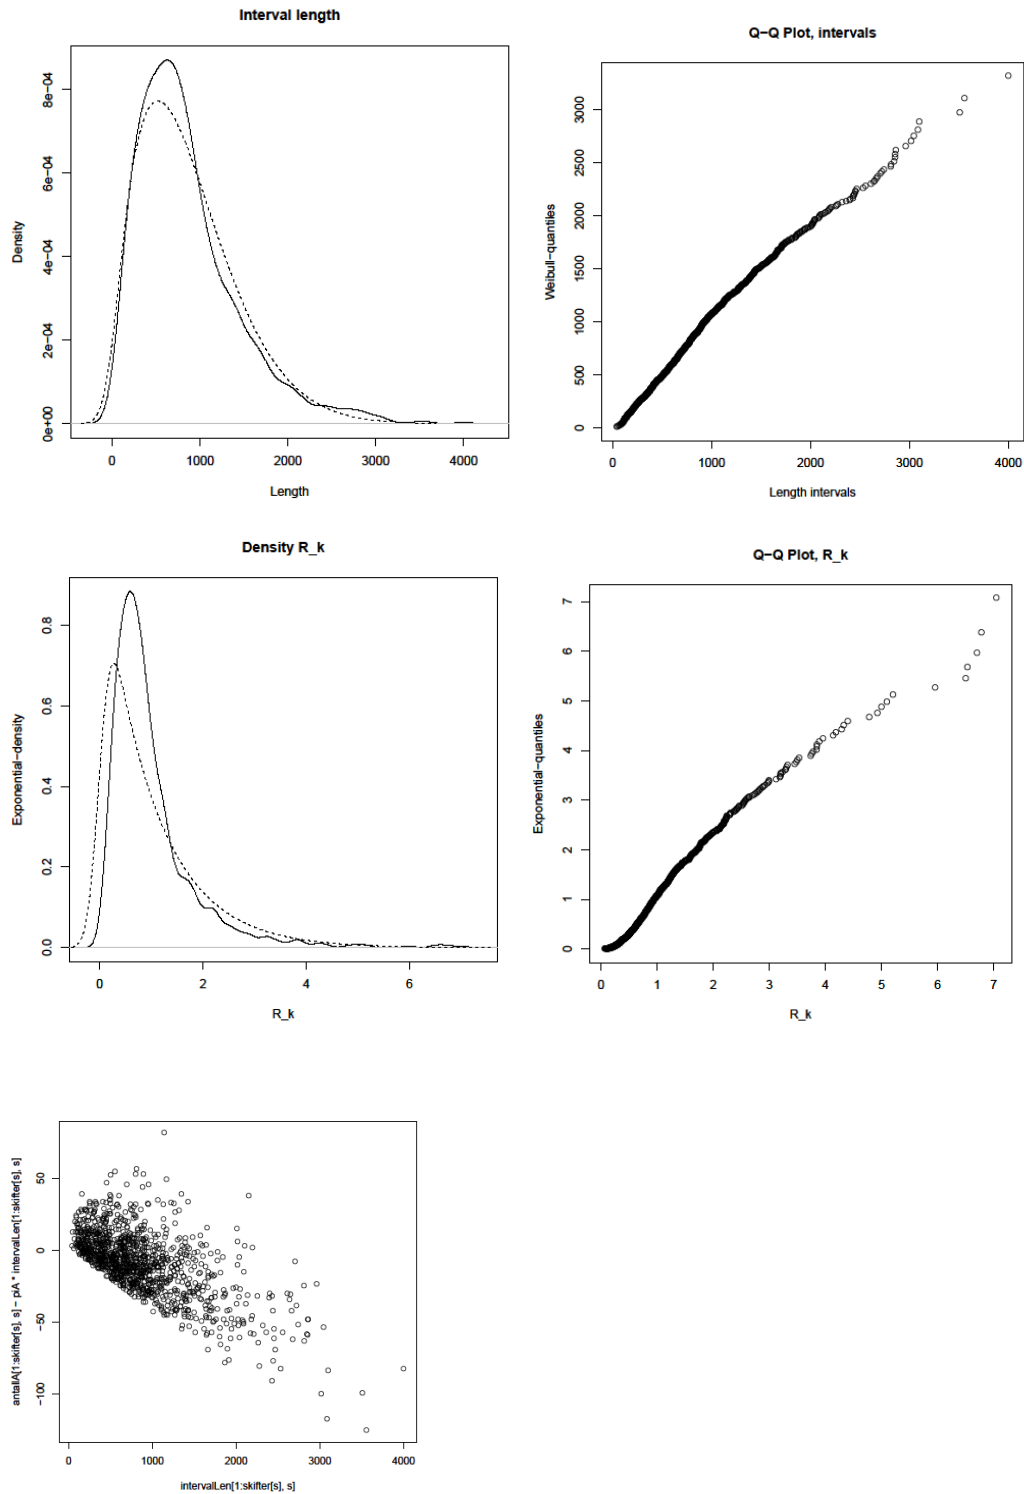 Interval length
Density
0e+00 2e-04 4e-04 6e-04 8e-04
0 1000 2000 3000 4000
Length
Q-Q Plot, intervals
Weibull-quantiles
0 500 1000 1500 2000 2500 3000
0 1000 2000 3000 4000
Length intervals
Density R_k
Exponential-density
0.0 0.2 0.4 0.6 0.8
0 2 4 6
R_k
Q-Q Plot, R_k
Exponential-quantiles
0 1 2 3 4 5 6 7
0 1 2 3 4 5 6 7
R_k
antallA[1:skifter[s], s] - piA * intervalLen[1:skifter[s], s]
-100 -50 0 50
0 1000 2000 3000 4000
intervalLen[1:skifter[s], s]